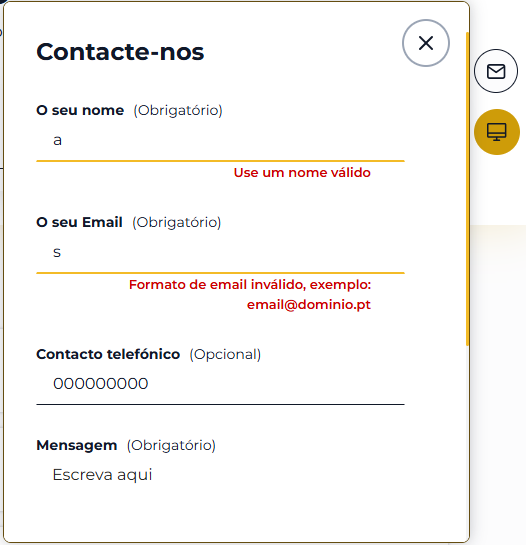 Contacte-nos
O seu nome (Obrigatório)
a
Use um nome válido
O seu Email (Obrigatório)
s
Formato de email inválido, exemplo:
email@dominio.pt
Contacto telefónico (Opcional)
000000000
Mensagem (Obrigatório)
Escreva aqui